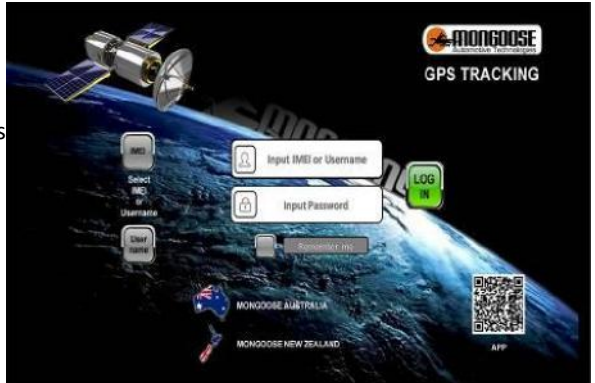 MONGOOSE
Automotive Technologies
GPS TRACKING
s
IMEI
Input IMEI or Username
LOG
IN
Select
IMEI
or
Username
Input Password
User
name
Remember me
MONGOOSE AUSTRALIA
MONGOOSE NEW ZEALAND
APP